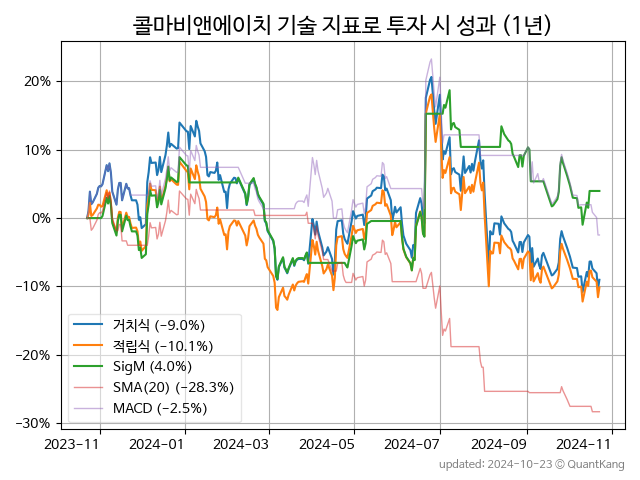 콜마비앤에이치 기술 지표로 투자 시 성과 (1년)
20%
10%
0%
−10%
−20%
−30%
거치식 (-9.0%)
적립식 (-10.1%)
SigM (4.0%)
SMA(20) (-28.3%)
MACD (-2.5%)
2023-11 2024-01 2024-03 2024-05 2024-07 2024-09 2024-11
updated: 2024-10-23 ⓒ QuantKang